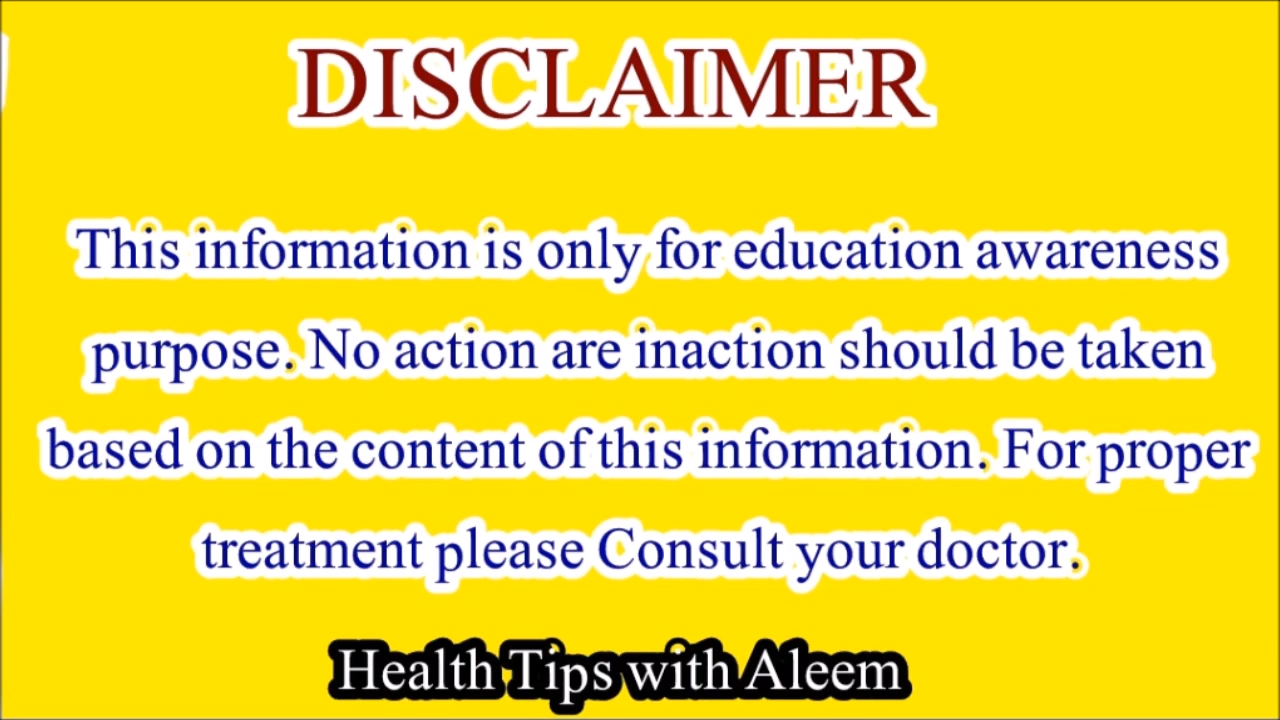 DISCLAIMER
This information is only for education awareness
purpose. No action are inaction should be taken
based on the content of this information. For proper
treatment please Consult your doctor.
Health Tips with Aleem